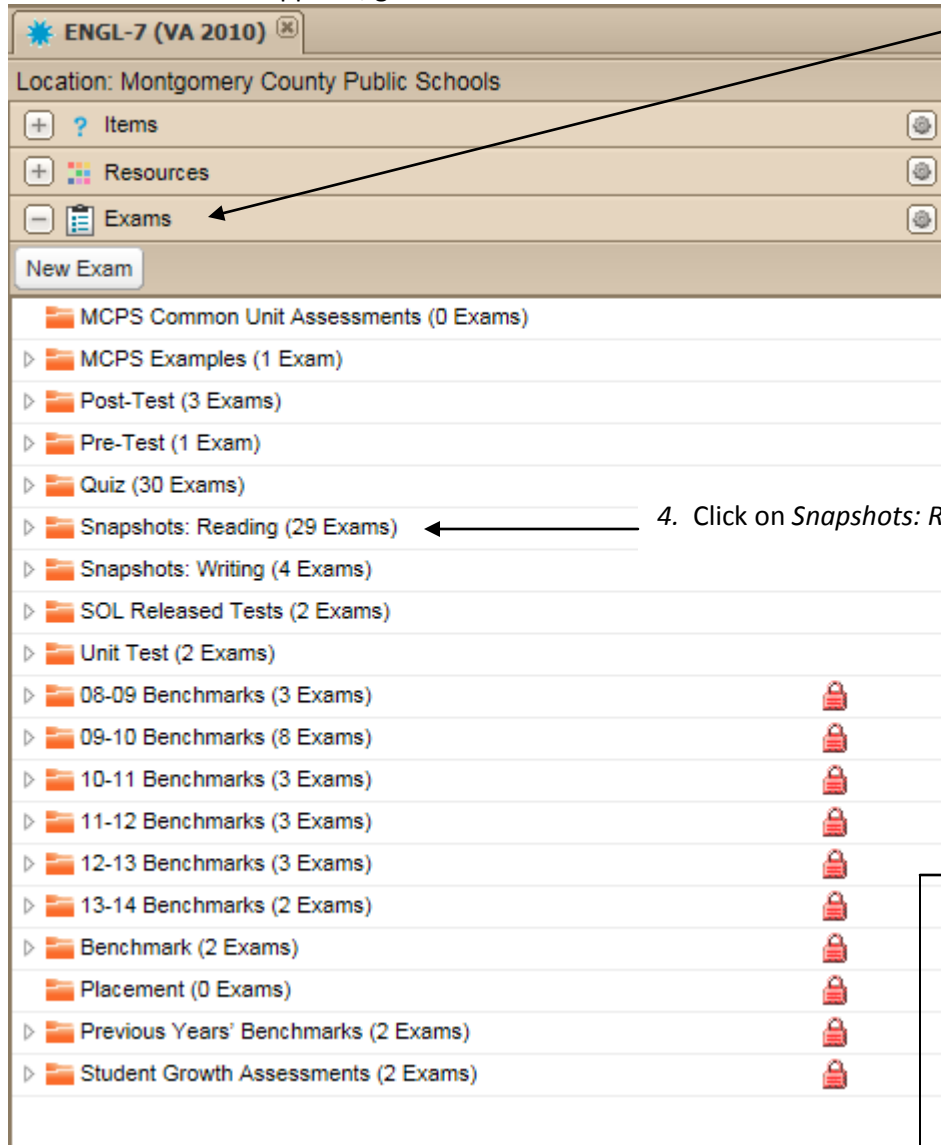 ENGL-7 (VA 2010)
Location: Montgomery County Public Schools
? Items
Resources
Exams
New Exam
MCPS Common Unit Assessments (0 Exams)
MCPS Examples (1 Exam)
Post-Test (3 Exams)
Pre-Test (1 Exam)
Quiz (30 Exams)
Snapshots: Reading (29 Exams)
4. Click on Snapshots: R
Snapshots: Writing (4 Exams)
SOL Released Tests (2 Exams)
Unit Test (2 Exams)
08-09 Benchmarks (3 Exams)
09-10 Benchmarks (8 Exams)
10-11 Benchmarks (3 Exams)
11-12 Benchmarks (3 Exams)
12-13 Benchmarks (3 Exams)
13-14 Benchmarks (2 Exams)
Benchmark (2 Exams)
Placement (0 Exams)
Previous Years' Benchmarks (2 Exams)
Student Growth Assessments (2 Exams)